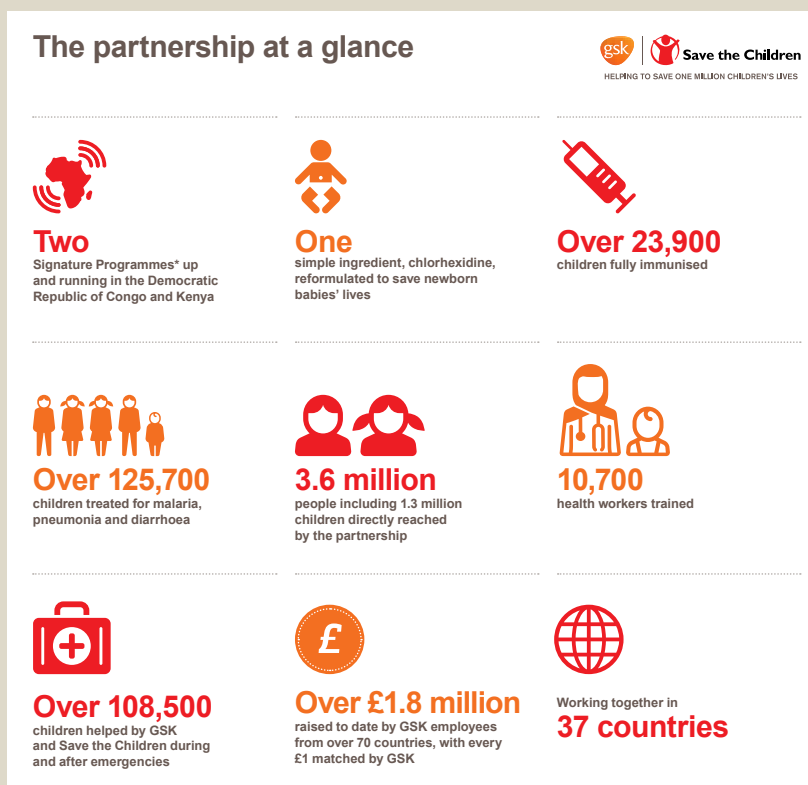 The partnership at a glance
gsk
Save the Children
HELPING TO SAVE ONE MILLION CHILDREN'S LIVES
Two
Signature Programmes* up
and running in the Democratic
Republic of Congo and Kenya
One
simple ingredient, chlorhexidine,
reformulated to save newborn
babies' lives
Over 23,900
children fully immunised
Over 125,700
children treated for malaria,
pneumonia and diarrhoea
3.6 million
people including 1.3 million
children directly reached
by the partnership
10,700
health workers trained
Over 108,500
children helped by GSK
and Save the Children during
and after emergencies
£
Over £1.8 million
raised to date by GSK employees
from over 70 countries, with every
£1 matched by GSK
Working together in
37 countries